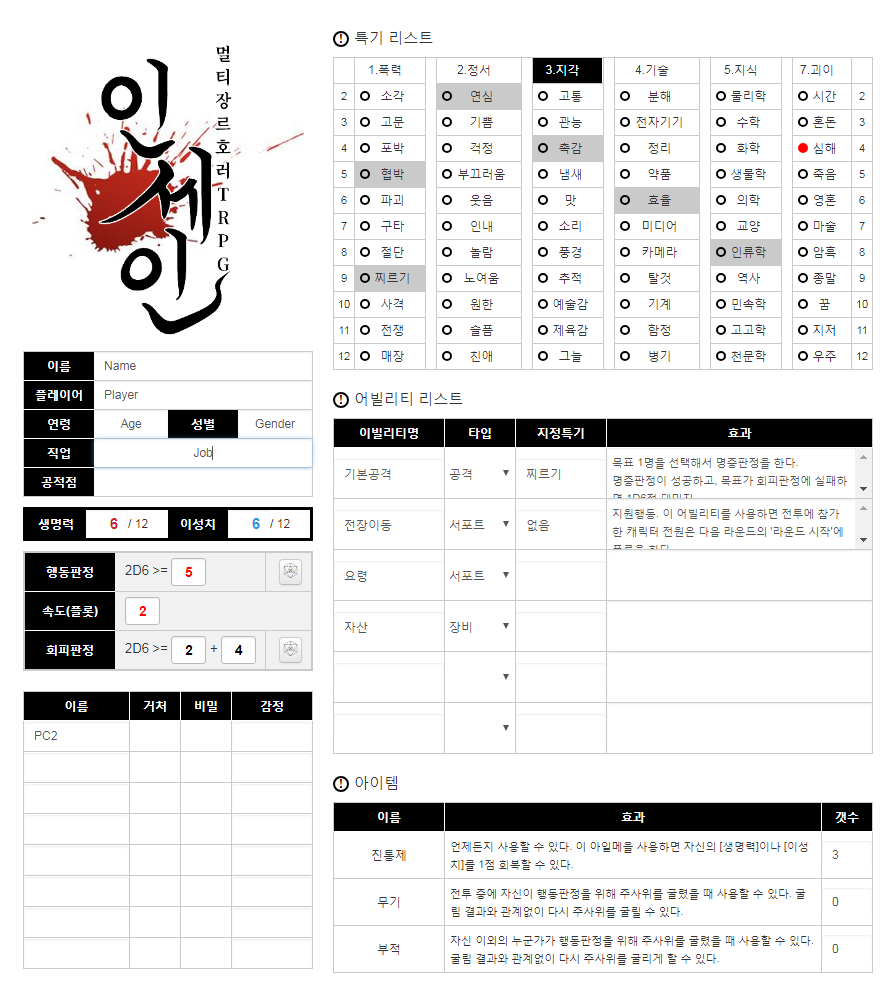 멀티장르호러TRPG
인세인
이름 Name
플레이어 Player
연령 Age 성별 Gender
직업 Job
공적점
생명력 6 / 12 이성치 6 / 12
행동판정 2D6 >= 5
속도(플롯) 2
회피판정 2D6 >= 2 + 4
이름 거처 비밀 감정
PC2
특기 리스트
1.폭력 2.정서 3.지각 4.기술 5.지식 7.괴이
2 소각 연심 고통 분해 물리학 시간 2
3 고문 기쁨 관능 전자기기 수학 혼돈 3
4 포박 걱정 촉감 정리 화학 심해 4
5 협박 부끄러움 냄새 약품 생물학 죽음 5
6 파괴 웃음 맛 효율 의학 영혼 6
7 구타 인내 소리 미디어 교양 마술 7
8 절단 놀람 풍경 카메라 인류학 암흑 8
9 찌르기 노여움 추적 탈것 역사 종말 9
10 사격 원한 예술감 기계 민속학 꿈 10
11 전쟁 슬픔 제육감 함정 고고학 지저 11
12 매장 친애 그늘 병기 천문학 우주 12
어빌리티 리스트
이빌리티명 타입 지정특기 효과
기본공격 공격 찌르기 목표 1명을 선택해서 명중판정을 한다.
명중판정이 성공하고, 목표가 회피판정에 실패하
면 1D6점 대미지
전장이동 서포트 없음 지원행동. 이 어빌리티를 사용하면 전투에 참가
한 캐릭터 전원은 다음 라운드의 '라운드 시작'에
플롯을 한다
요령 서포트
자산 장비
아이템
이름 효과 갯수
진통제 언제든지 사용할 수 있다. 이 아일메을 사용하면 자신의 [생명력]이나 [이성
치]를 1점 회복할 수 있다. 3
무기 전투 중에 자신이 행동판정을 위해 주사위를 굴렸을 때 사용할 수 있다. 굴
림 결과와 관계없이 다시 주사위를 굴릴 수 있다. 0
부적 자신 이외의 누군가가 행동판정을 위해 주사위를 굴렸을 때 사용할 수 있다.
굴림 결과와 관계없이 다시 주사위를 굴리게 할 수 있다. 0